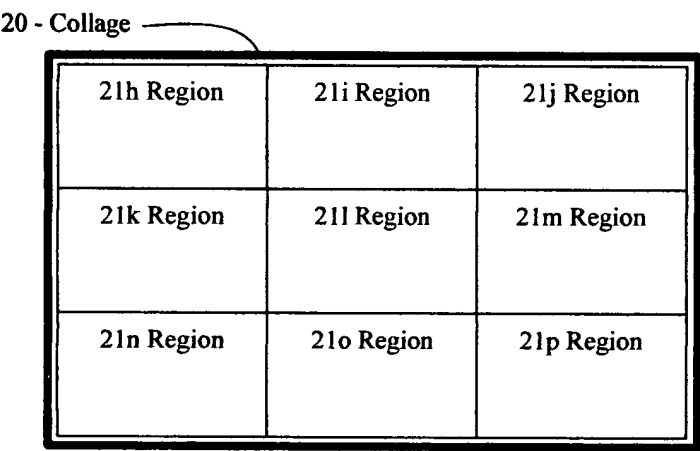 20 - Collage
21h Region 21i Region 21j Region
21k Region 21l Region 21m Region
21n Region 21o Region 21p Region